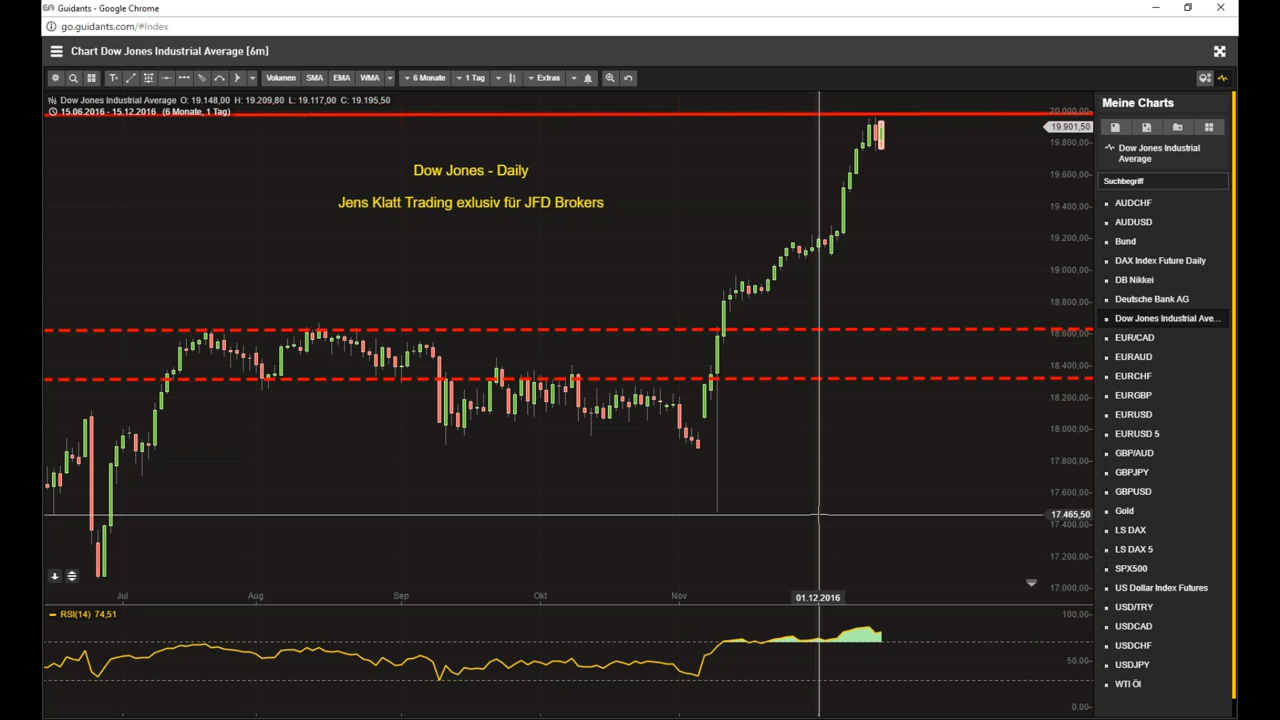 Guidants - Google Chrome
go.guidants.com/#Index
Chart Dow Jones Industrial Average [6m]
T+ Volumen SMA EMA WMA 6 Monate 1 Tag Extras
Dow Jones Industrial Average O: 19.148,00 H: 19.209,80 L: 19.117,00 C: 19.195,50
15.06.2016 - 15.12.2016 (6 Monate, 1 Tag)
Dow Jones - Daily
Jens Klatt Trading exlusiv für JFD Brokers
20.000,00
19.901,50
19.800,00
19.600,00
19.400,00
19.200,00
19.000,00
18.800,00
18.600,00
18.400,00
18.200,00
18.000,00
17.800,00
17.600,00
17.465,50
17.400,00
17.200,00
17.000,00
Jul Aug Sep Okt Nov 01.12.2016
RSI(14) 74,51
100,00
50,00
0,00
Meine Charts
Dow Jones Industrial
Average
Suchbegriff
AUDCHF
AUDUSD
Bund
DAX Index Future Daily
DB Nikkei
Deutsche Bank AG
Dow Jones Industrial Ave...
EUR/CAD
EURAUD
EURCHF
EURGBP
EURUSD
EURUSD 5
GBP/AUD
GBPJPY
GBPUSD
Gold
LS DAX
LS DAX 5
SPX500
US Dollar Index Futures
USD/TRY
USDCAD
USDCHF
USDJPY
WTI Öl